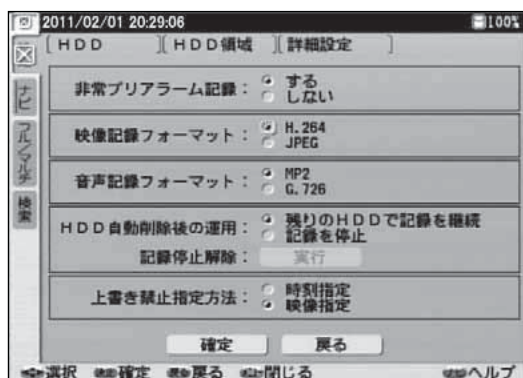 2011/02/01 20:29:06 100%
HDD HDD領域 詳細設定
ナビ
フル/マルチ
検索
非常プリアラーム記録： する
しない
映像記録フォーマット： H.264
JPEG
音声記録フォーマット： MP2
G.726
HDD自動削除後の運用： 残りのHDDで記録を継続
記録を停止
記録停止解除： 実行
上書き禁止指定方法： 時刻指定
映像指定
確定 戻る
選択 確定 戻る 閉じる ヘルプ